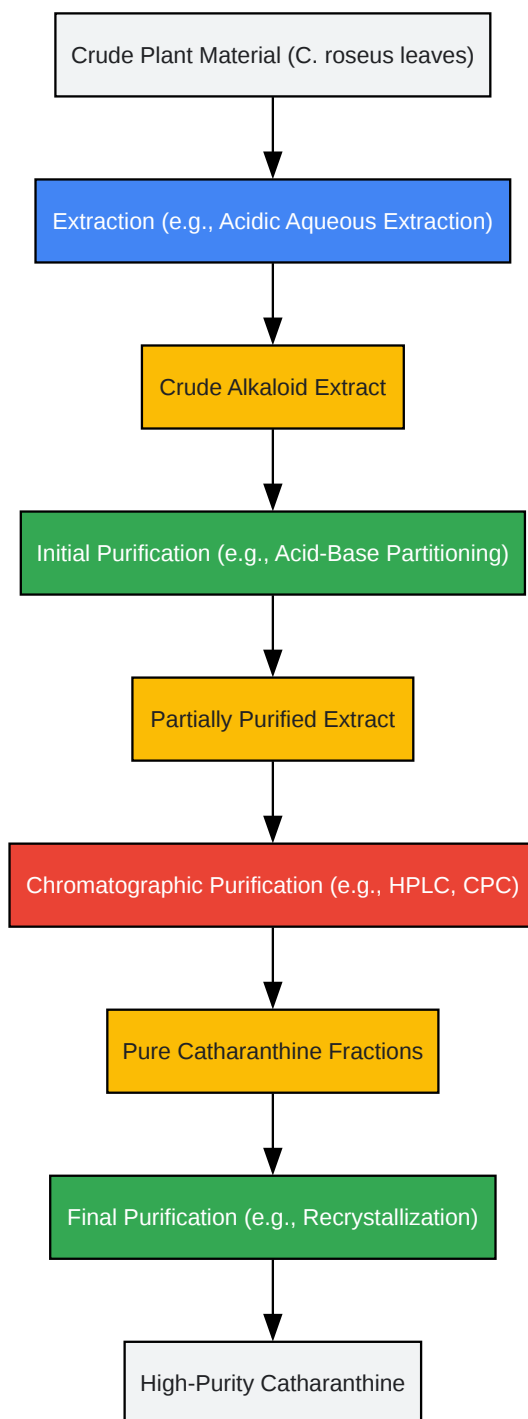 Crude Plant Material (C. roseus leaves)
Extraction (e.g., Acidic Aqueous Extraction)
Crude Alkaloid Extract
Initial Purification (e.g., Acid-Base Partitioning)
Partially Purified Extract
Chromatographic Purification (e.g., HPLC, CPC)
Pure Catharanthine Fractions
Final Purification (e.g., Recrystallization)
High-Purity Catharanthine